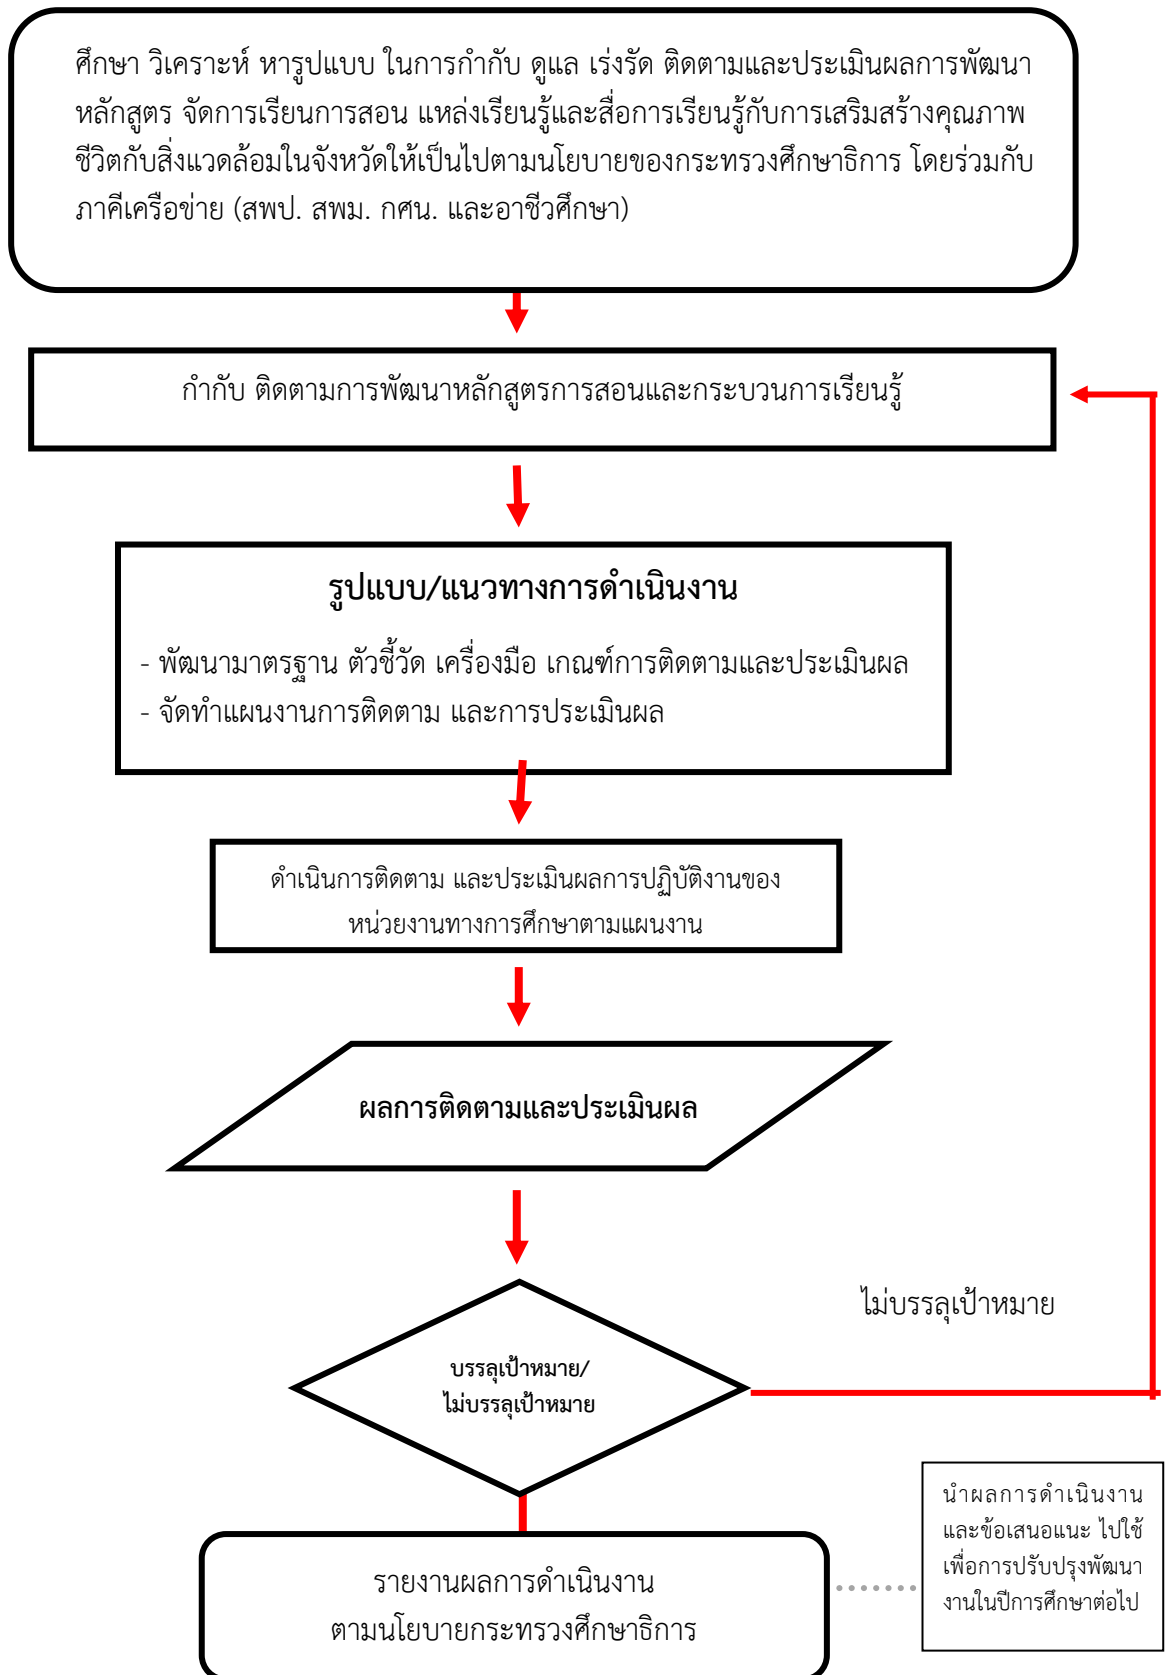 ศึกษา วิเคราะห์ หารูปแบบ ในการกำกับ ดูแล เร่งรัด ติดตามและประเมินผลการพัฒนา
หลักสูตร จัดการเรียนการสอน แหล่งเรียนรู้และสื่อการเรียนรู้กับการเสริมสร้างคุณภาพ
ชีวิตกับสิ่งแวดล้อมในจังหวัดให้เป็นไปตามนโยบายของกระทรวงศึกษาธิการ โดยร่วมกับ
ภาคีเครือข่าย (สพป. สพม. กศน. และอาชีวศึกษา)
กำกับ ติดตามการพัฒนาหลักสูตรการสอนและกระบวนการเรียนรู้
รูปแบบ/แนวทางการดำเนินงาน
- พัฒนามาตรฐาน ตัวชี้วัด เครื่องมือ เกณฑ์การติดตามและประเมินผล
- จัดทำแผนงานการติดตาม และการประเมินผล
ดำเนินการติดตาม และประเมินผลการปฏิบัติงานของ
หน่วยงานทางการศึกษาตามแผนงาน
ผลการติดตามและประเมินผล
ไม่บรรลุเป้าหมาย
บรรลุเป้าหมาย/
ไม่บรรลุเป้าหมาย
นำผลการดำเนินงาน
และข้อเสนอแนะ ไปใช้
เพื่อการปรับปรุงพัฒนา
งานในปีการศึกษาต่อไป
รายงานผลการดำเนินงาน
ตามนโยบายกระทรวงศึกษาธิการ